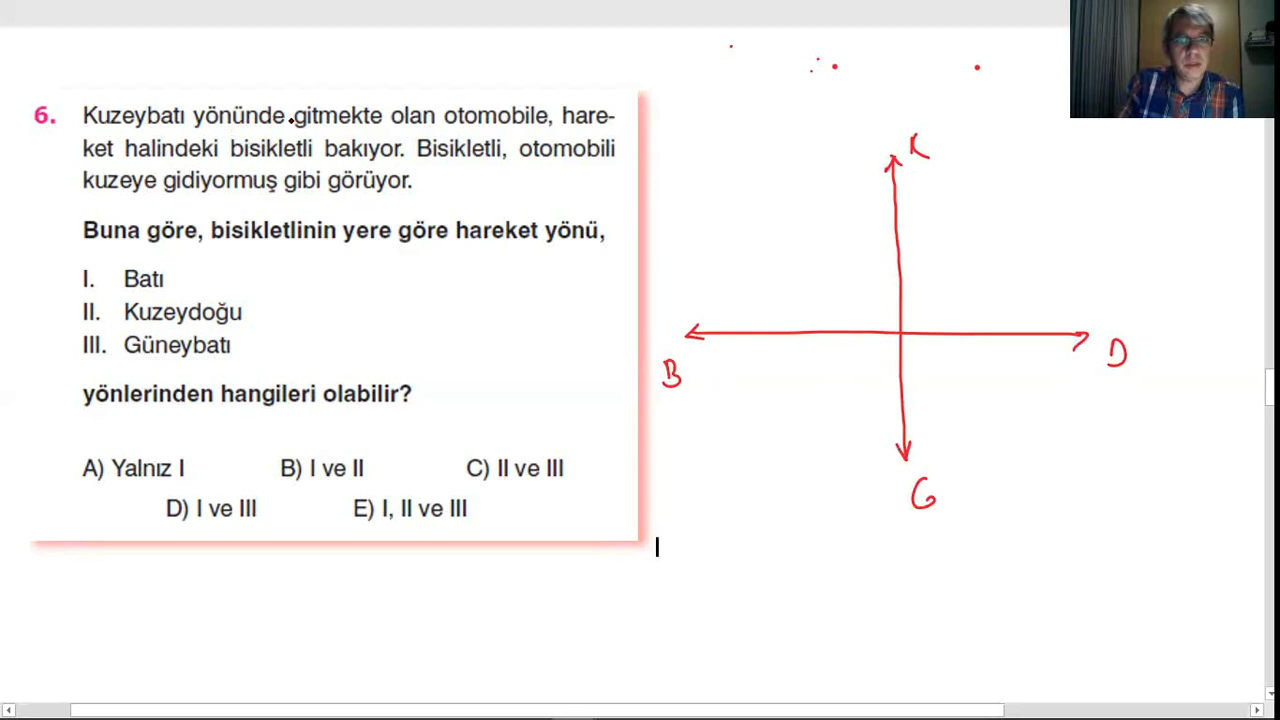 6. Kuzeybatı yönünde gitmekte olan otomobile, hare-
ket halindeki bisikletli bakıyor. Bisikletli, otomobili
kuzeye gidiyormuş gibi görüyor.
Buna göre, bisikletlinin yere göre hareket yönü,
I. Batı
II. Kuzeydoğu
III. Güneybatı
yönlerinden hangileri olabilir?
A) Yalnız I B) I ve II C) II ve III
D) I ve III E) I, II ve III
K
B
D
G